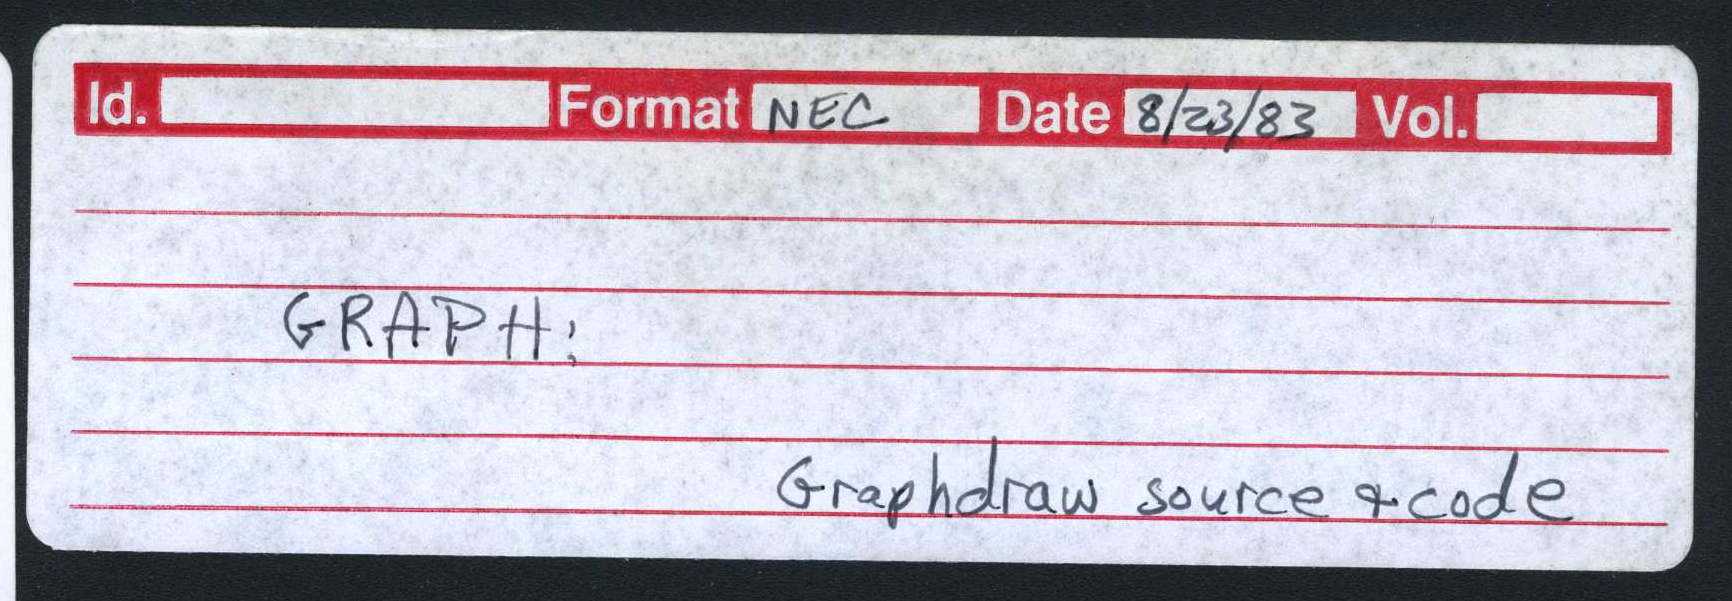 Id. Format NEC Date 8/23/83 Vol.
GRAPH:
Graphdraw source + code